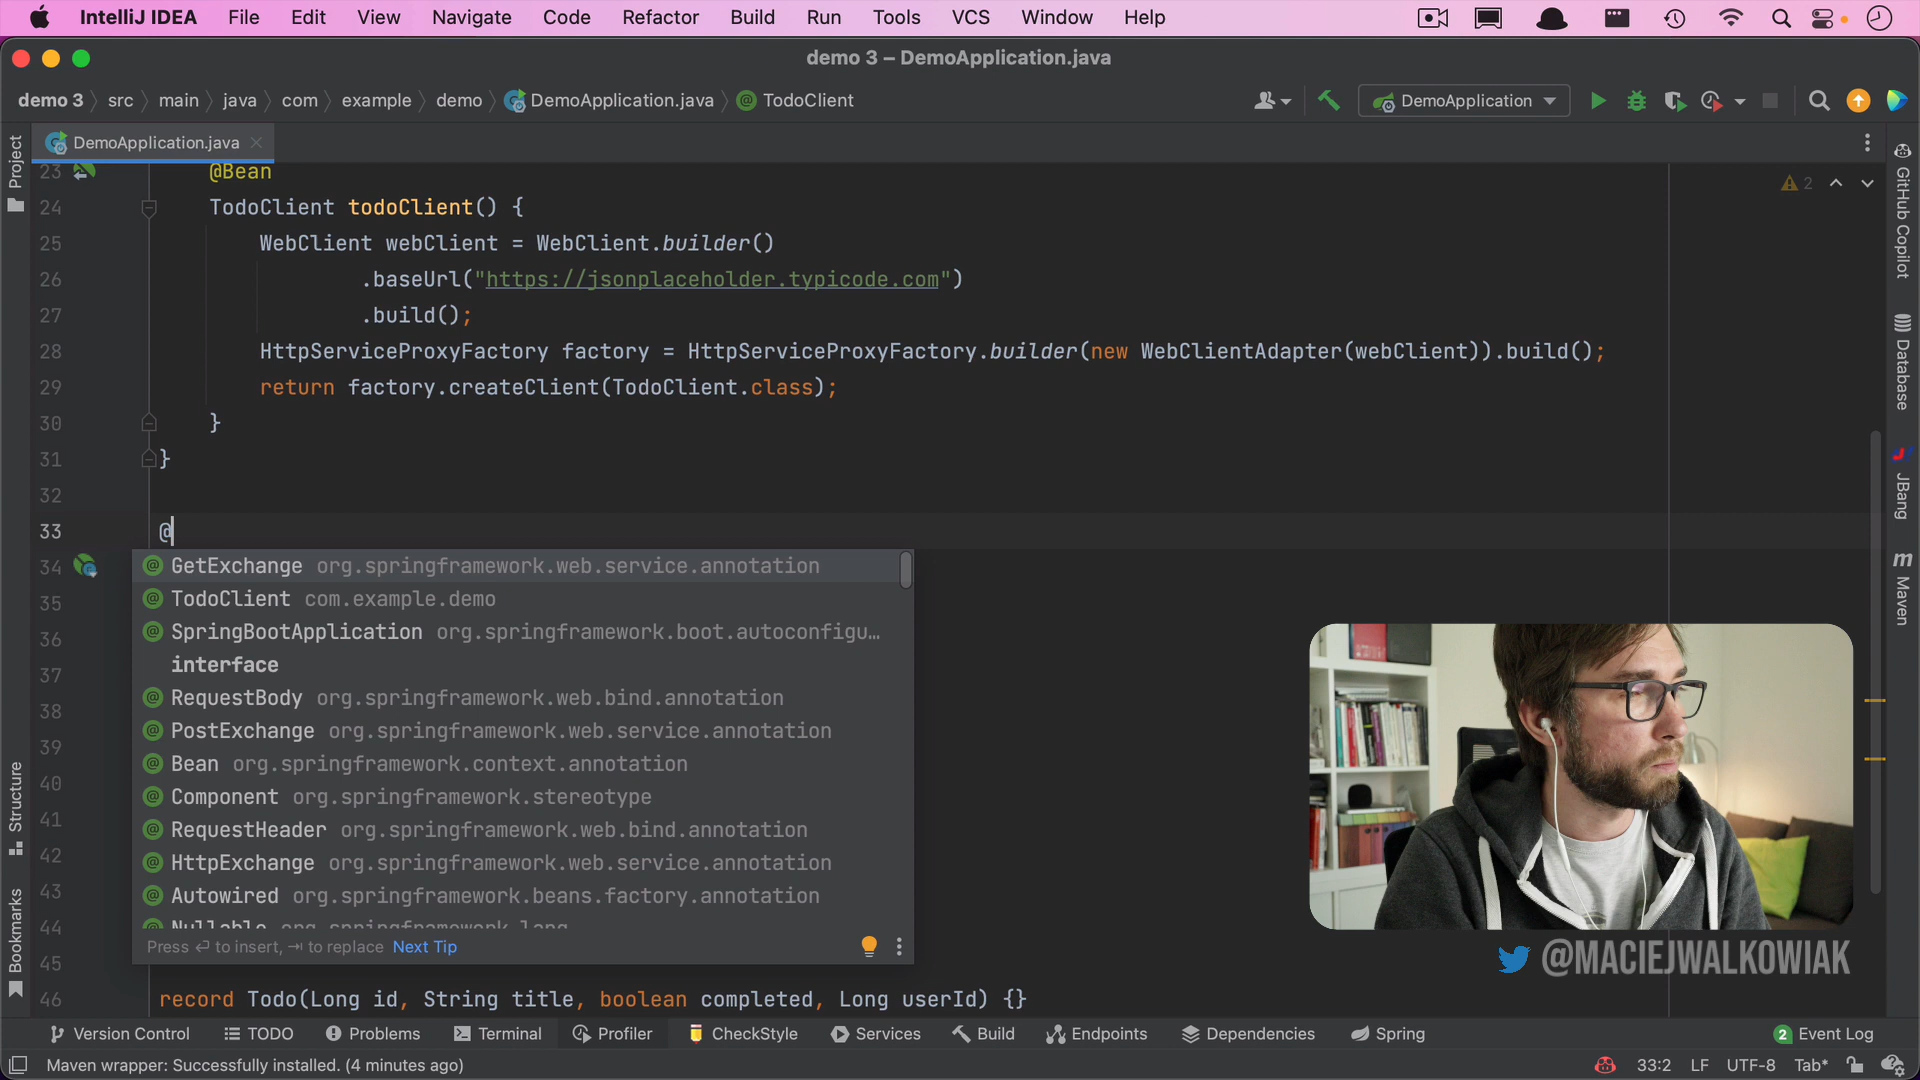 IntelliJ IDEA File Edit View Navigate Code Refactor Build Run Tools VCS Window Help
demo 3 – DemoApplication.java
demo 3 src main java com example demo DemoApplication.java TodoClient
DemoApplication
DemoApplication.java
Project
2
23 @Bean
24 TodoClient todoClient() {
25 WebClient webClient = WebClient.builder()
26 .baseUrl("https://jsonplaceholder.typicode.com")
27 .build();
28 HttpServiceProxyFactory factory = HttpServiceProxyFactory.builder(new WebClientAdapter(webClient)).build();
29 return factory.createClient(TodoClient.class);
30 }
31 }
32
33 @
34
35
36
37
38
39
40
41
42
43
44
45
46 record Todo(Long id, String title, boolean completed, Long userId) {}
@ GetExchange org.springframework.web.service.annotation
@ TodoClient com.example.demo
@ SpringBootApplication org.springframework.boot.autoconfigu…
interface
@ RequestBody org.springframework.web.bind.annotation
@ PostExchange org.springframework.web.service.annotation
@ Bean org.springframework.context.annotation
@ Component org.springframework.stereotype
@ RequestHeader org.springframework.web.bind.annotation
@ HttpExchange org.springframework.web.service.annotation
@ Autowired org.springframework.beans.factory.annotation
@ Nullable org.springframework.lang
Press ↵ to insert, ⇥ to replace Next Tip
GitHub Copilot
Database
JBang
m Maven
Structure
Bookmarks
@MACIEJWALKOWIAK
Version Control TODO Problems Terminal Profiler CheckStyle Services Build Endpoints Dependencies Spring 2 Event Log
Maven wrapper: Successfully installed. (4 minutes ago) 33:2 LF UTF-8 Tab*